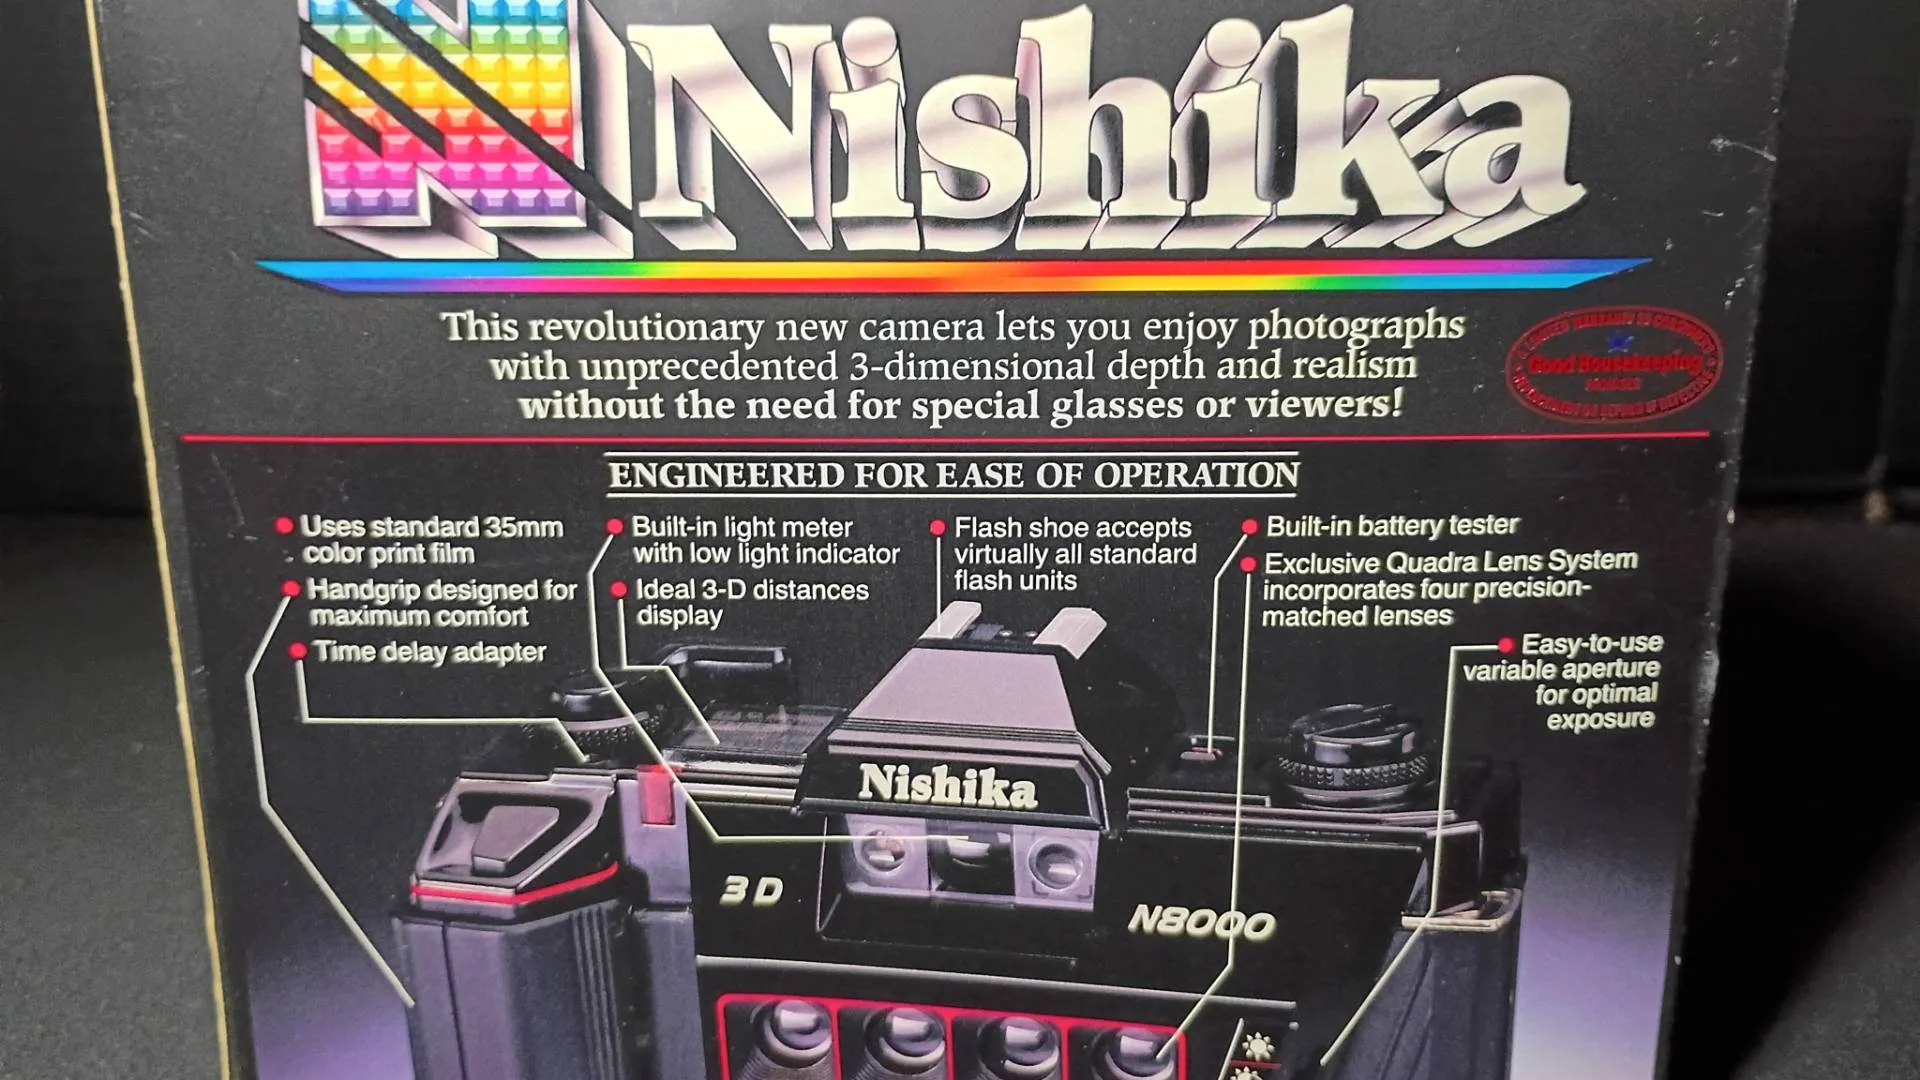 Nishika
This revolutionary new camera lets you enjoy photographs
with unprecedented 3-dimensional depth and realism
without the need for special glasses or viewers!
Good Housekeeping
PROMISES
ENGINEERED FOR EASE OF OPERATION
Uses standard 35mm
color print film
Handgrip designed for
maximum comfort
Time delay adapter
Built-in light meter
with low light indicator
Ideal 3-D distances
display
Flash shoe accepts
virtually all standard
flash units
Built-in battery tester
Exclusive Quadra Lens System
incorporates four precision-
matched lenses
Easy-to-use
variable aperture
for optimal
exposure
Nishika
3D
N8000